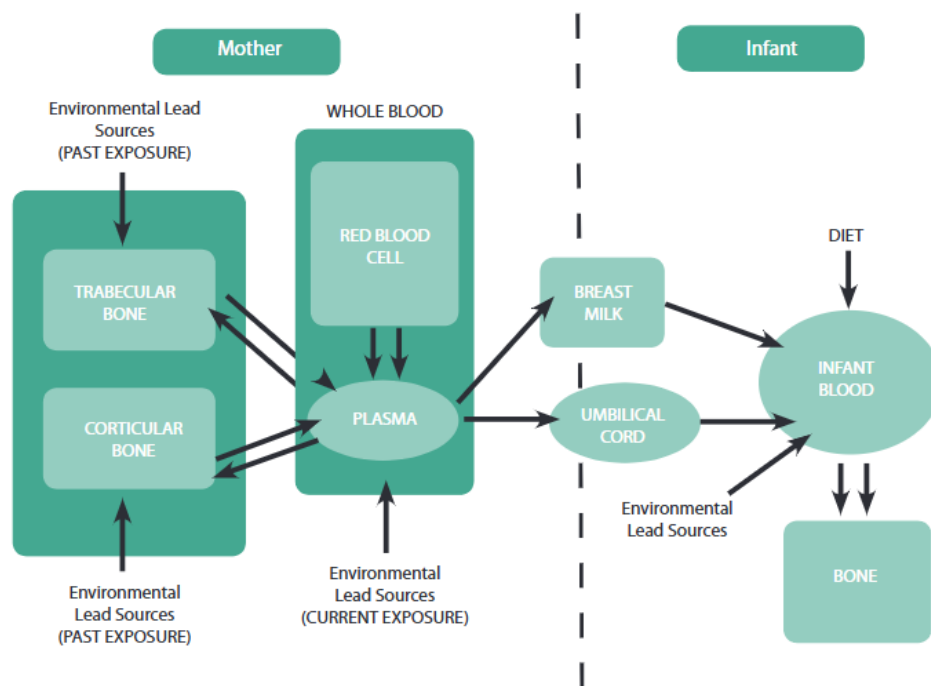 Mother
Infant
Environmental Lead
Sources
(PAST EXPOSURE)
WHOLE BLOOD
RED BLOOD
CELL
TRABECULAR
BONE
CORTICULAR
BONE
PLASMA
BREAST
MILK
UMBILICAL
CORD
DIET
INFANT
BLOOD
Environmental
Lead Sources
BONE
Environmental
Lead Sources
(PAST EXPOSURE)
Environmental
Lead Sources
(CURRENT EXPOSURE)